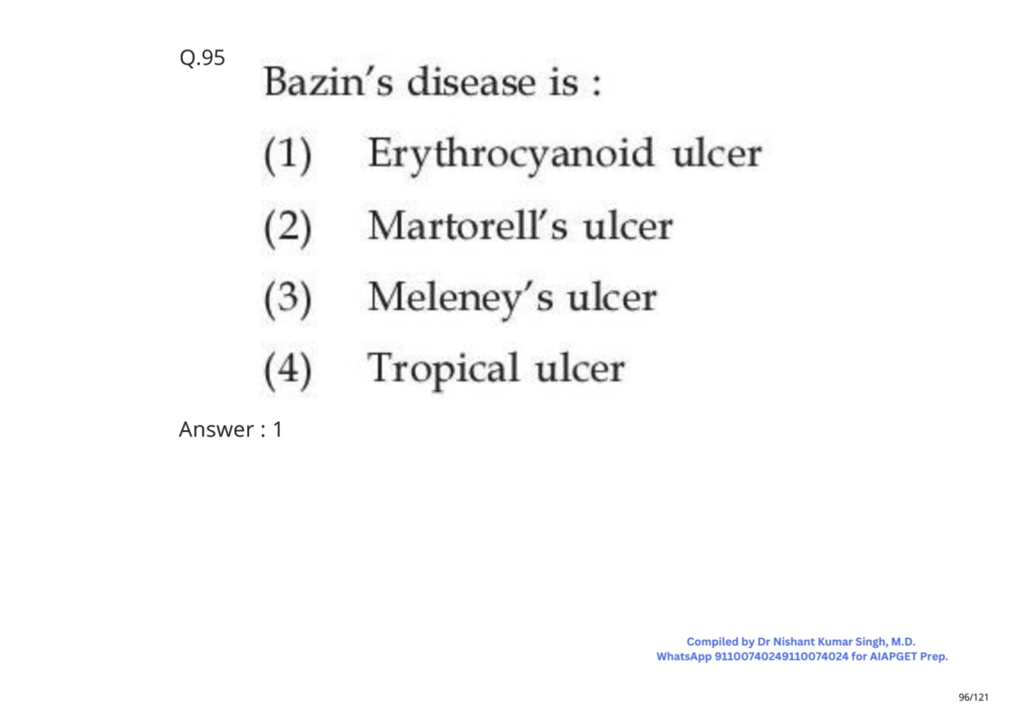 Q.95
Bazin's disease is :
(1) Erythrocyanoid ulcer
(2) Martorell's ulcer
(3) Meleney's ulcer
(4) Tropical ulcer
Answer : 1
Compiled by Dr Nishant Kumar Singh, M.D.
WhatsApp 91100740249110074024 for AIAPGET Prep.
96/121